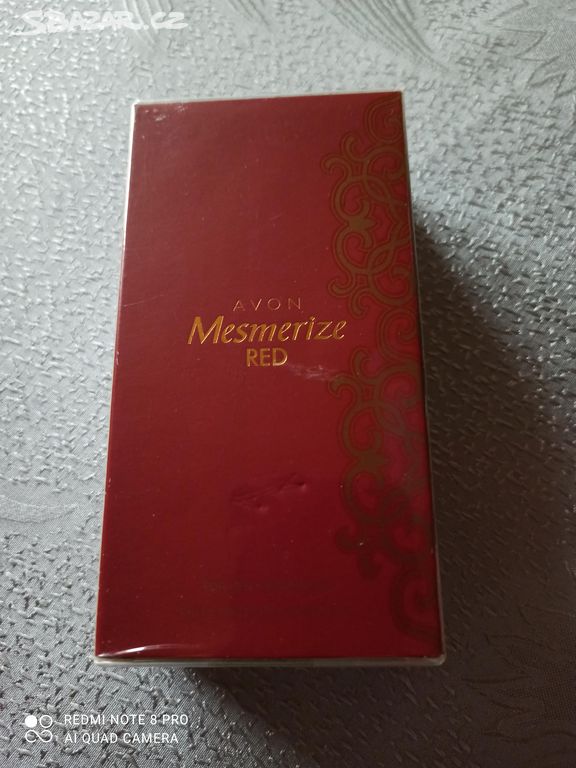 SBAZAR.CZ
AVON
Mesmerize
RED
REDMI NOTE 8 PRO
AI QUAD CAMERA